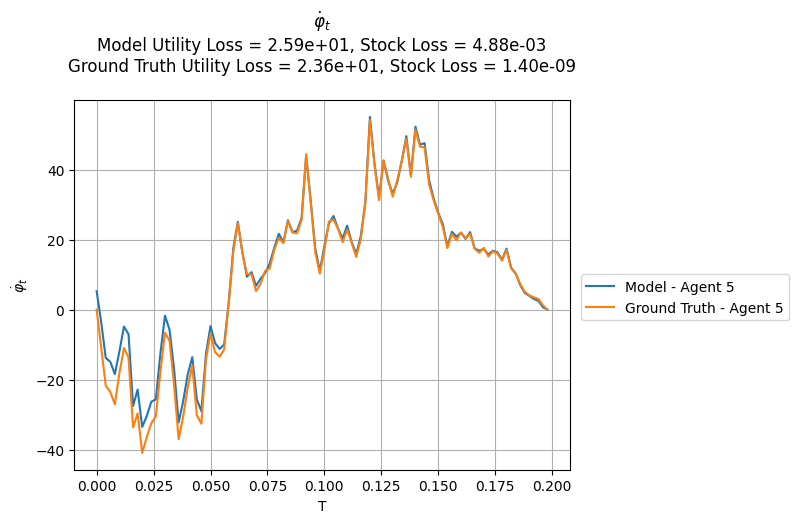 φ̇ₜ
Model Utility Loss = 2.59e+01, Stock Loss = 4.88e-03
Ground Truth Utility Loss = 2.36e+01, Stock Loss = 1.40e-09
40
20
0
−20
−40
φ̇ₜ
0.000 0.025 0.050 0.075 0.100 0.125 0.150 0.175 0.200
T
Model - Agent 5
Ground Truth - Agent 5